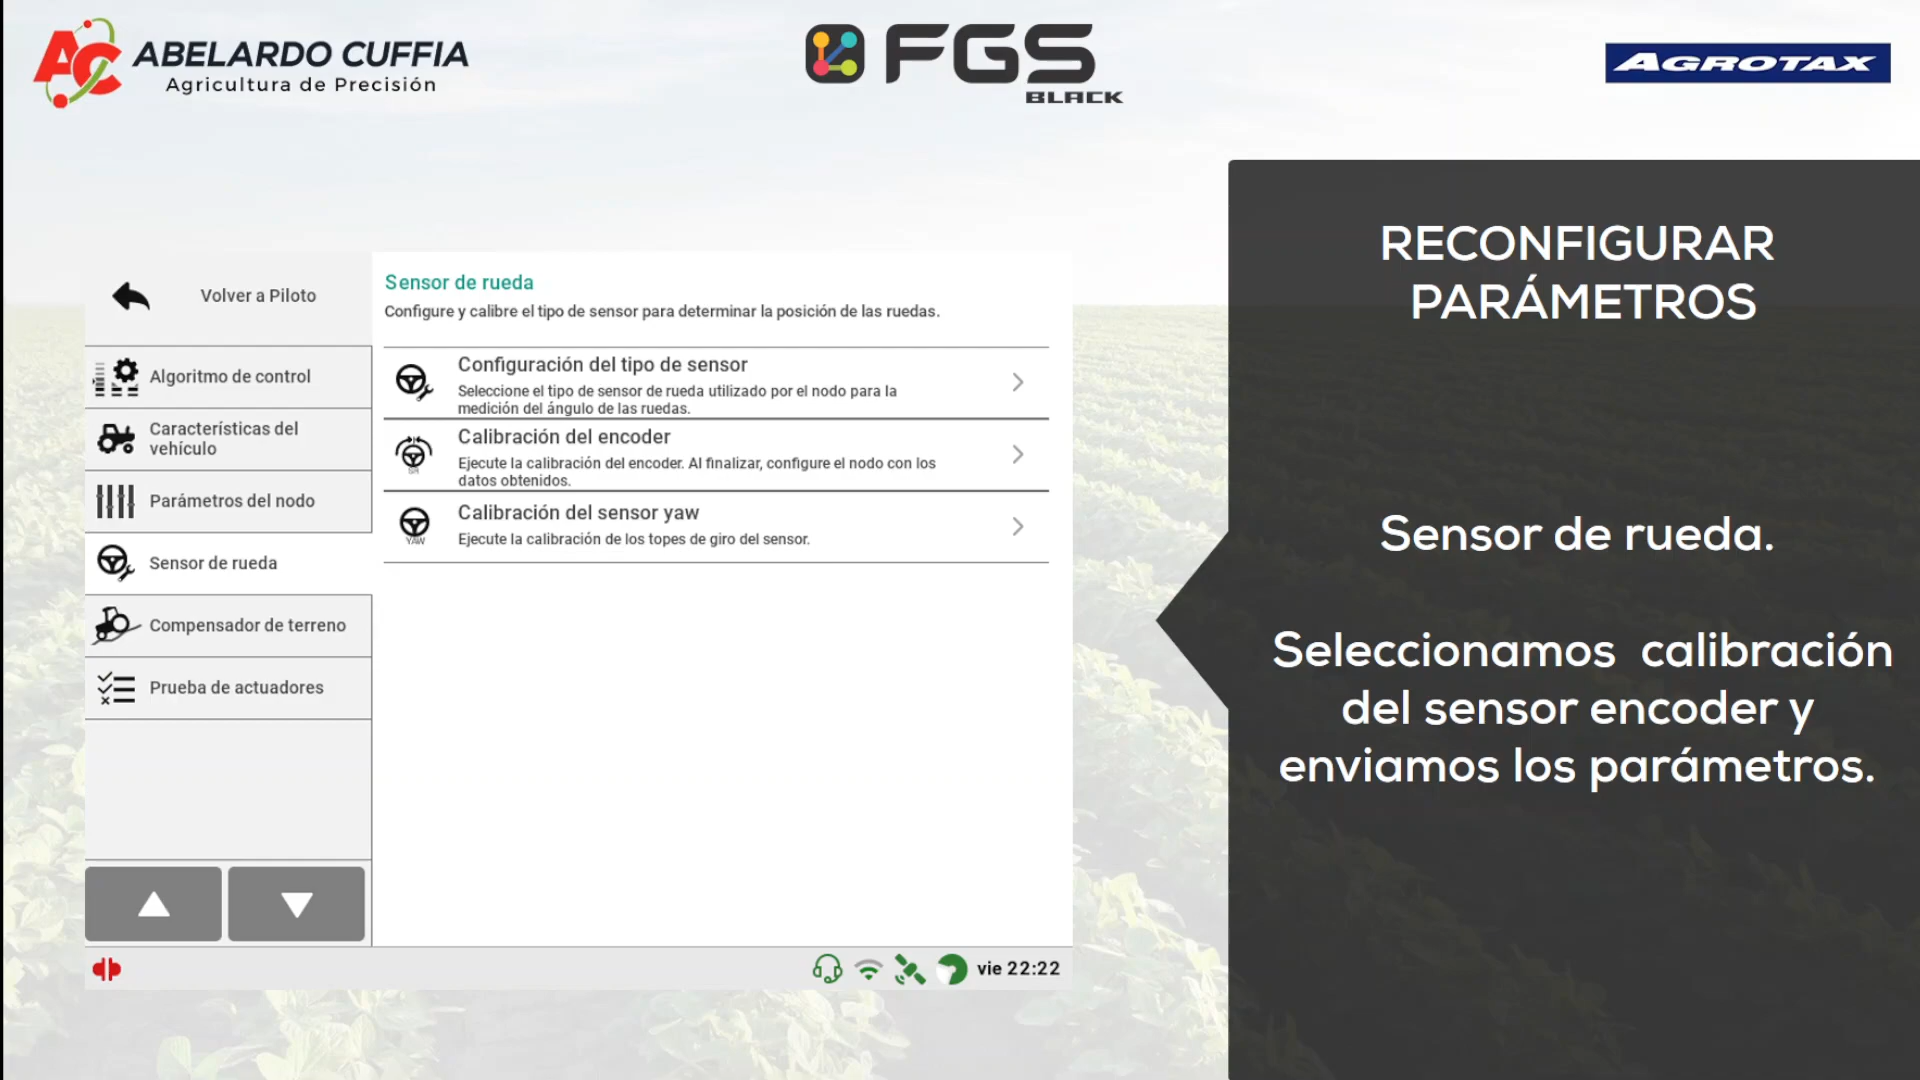 ABELARDO CUFFIA
Agricultura de Precisión
FGS
BLACK
AGROTAX
Volver a Piloto
Algoritmo de control
Características del
vehículo
Parámetros del nodo
Sensor de rueda
Compensador de terreno
Prueba de actuadores
Sensor de rueda
Configure y calibre el tipo de sensor para determinar la posición de las ruedas.
Configuración del tipo de sensor
Seleccione el tipo de sensor de rueda utilizado por el nodo para la
medición del ángulo de las ruedas.
Calibración del encoder
Ejecute la calibración del encoder. Al finalizar, configure el nodo con los
datos obtenidos.
YAW
Calibración del sensor yaw
Ejecute la calibración de los topes de giro del sensor.
vie 22:22
RECONFIGURAR
PARÁMETROS
Sensor de rueda.
Seleccionamos calibración
del sensor encoder y
enviamos los parámetros.